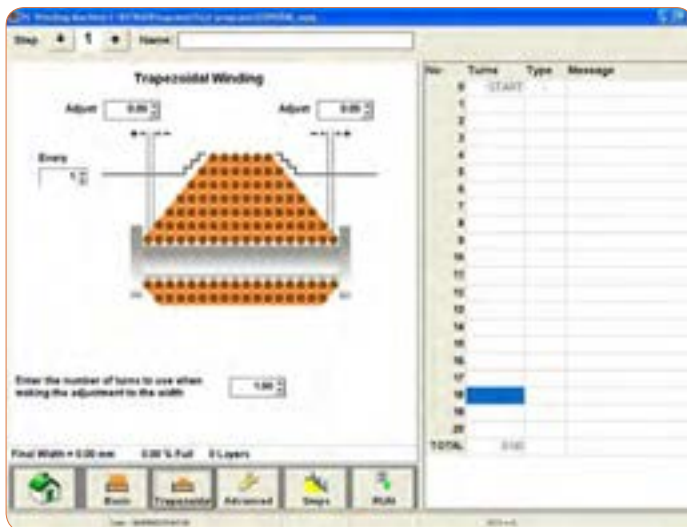 Step 1 Name:
Trapezoidal Winding
Adjust 0.00 Adjust 0.00
Every
1
Enter the number of turns to use when
making the adjustment to the width
1.00
Final Width = 0.00 mm 0.00 % Full 0 Layers
Basic Trapezoidal Advanced Stops RUN
No Turns Type Message
0 START -
1
2
3
4
5
6
7
8
9
10
11
12
13
14
15
16
17
18
19
20
TOTAL